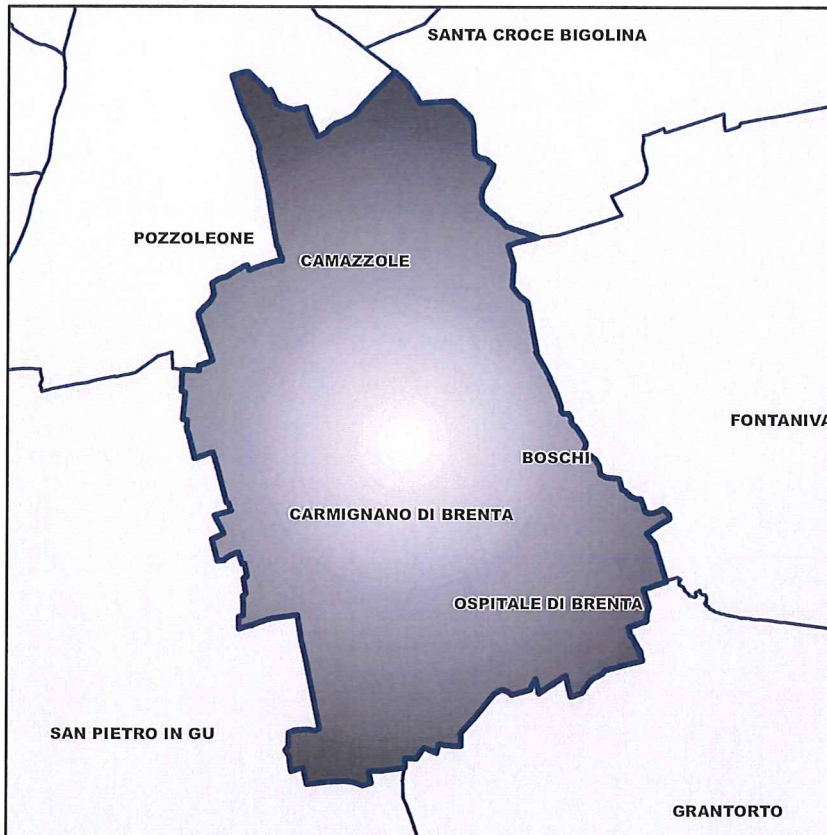 SANTA CROCE BIGOLINA
POZZOLEONE
CAMAZZOLE
FONTANIVA
BOSCHI
CARMIGNANO DI BRENTA
OSPITALE DI BRENTA
SAN PIETRO IN GU
GRANTORTO